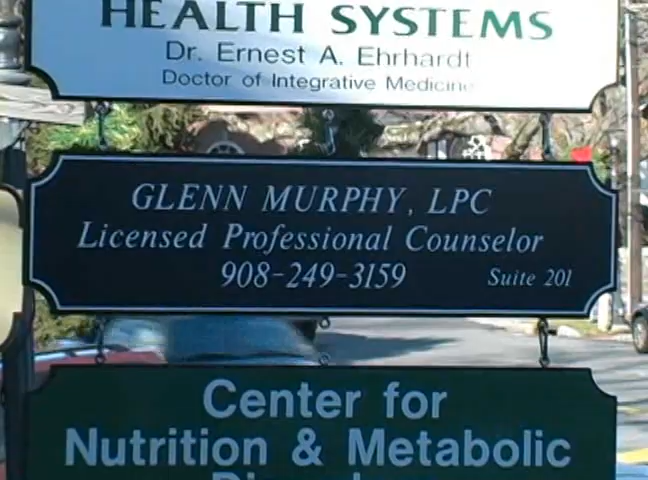 HEALTH SYSTEMS
Dr. Ernest A. Ehrhardt
Doctor of Integrative Medicine
GLENN MURPHY, LPC
Licensed Professional Counselor
908-249-3159 Suite 201
Center for
Nutrition & Metabolic